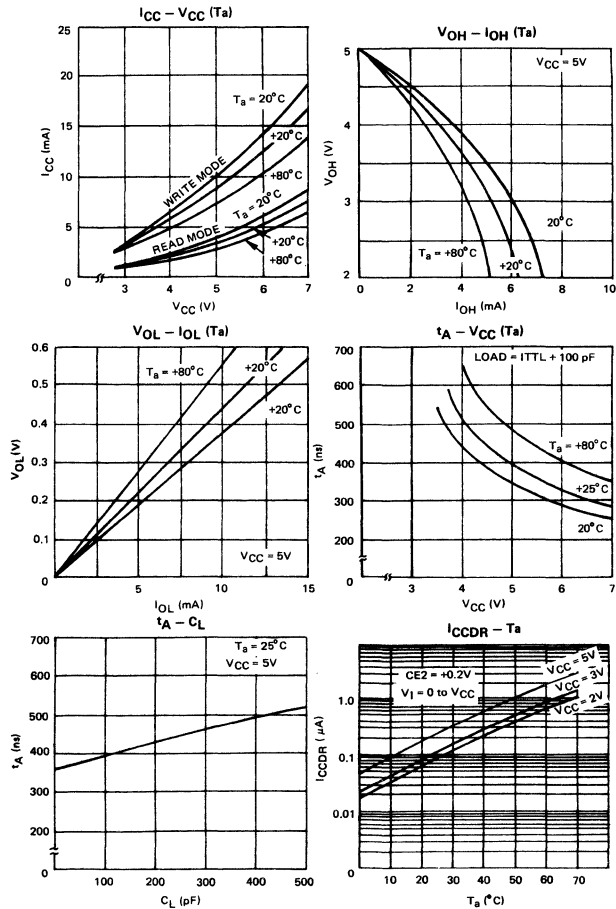 ICC – VCC (Ta)
25
20
15
10
5
0
ICC (mA)
Ta = 20°C
+20°C
+80°C
WRITE MODE
READ MODE
Ta = 20°C
+20°C
+80°C
3 4 5 6 7
VCC (V)
VOH – IOH (Ta)
5
4
3
2
VOH (V)
VCC = 5V
Ta = +80°C
+20°C
20°C
0 2 4 6 8 10
IOH (mA)
VOL – IOL (Ta)
0.6
0.5
0.4
0.3
0.2
0.1
0
VOL (V)
Ta = +80°C
+20°C
+20°C
VCC = 5V
5 10 15
IOL (mA)
tA – VCC (Ta)
700
600
500
400
300
200
0
tA (ns)
LOAD = ITTL + 100 pF
Ta = +80°C
+25°C
20°C
3 4 5 6 7
VCC (V)
tA – CL
700
600
500
400
300
200
0
tA (ns)
Ta = 25°C
VCC = 5V
100 200 300 400 500
CL (pF)
ICCDR – Ta
1.0
0.1
0.01
0
ICCDR (μA)
CE2 = +0.2V
VI = 0 to VCC
VCC = 5V
VCC = 3V
VCC = 2V
10 20 30 40 50 60 70
Ta (°C)